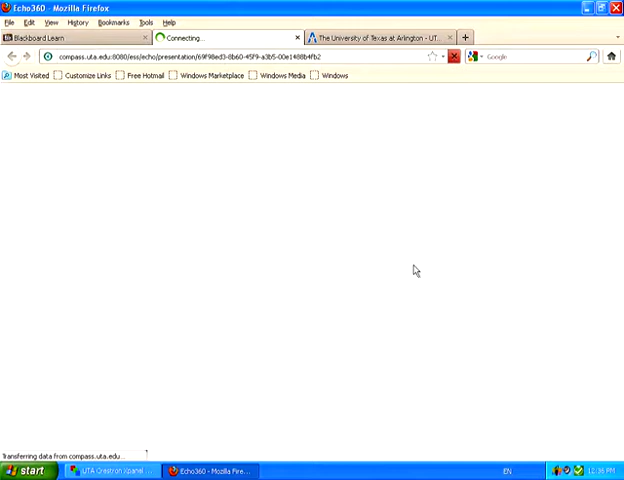 Echo360 - Mozilla Firefox
File Edit View History Bookmarks Tools Help
Blackboard Learn
Connecting...
The University of Texas at Arlington - UT...
compass.uta.edu:8080/ess/echo/presentation/69f98ed3-8b60-45f9-a3b5-00e1488b4fb2
Google
Most Visited Customize Links Free Hotmail Windows Marketplace Windows Media Windows
Transferring data from compass.uta.edu...
start
UTA Crestron Xpanel ...
Echo360 - Mozilla Fire...
EN
12:36 PM